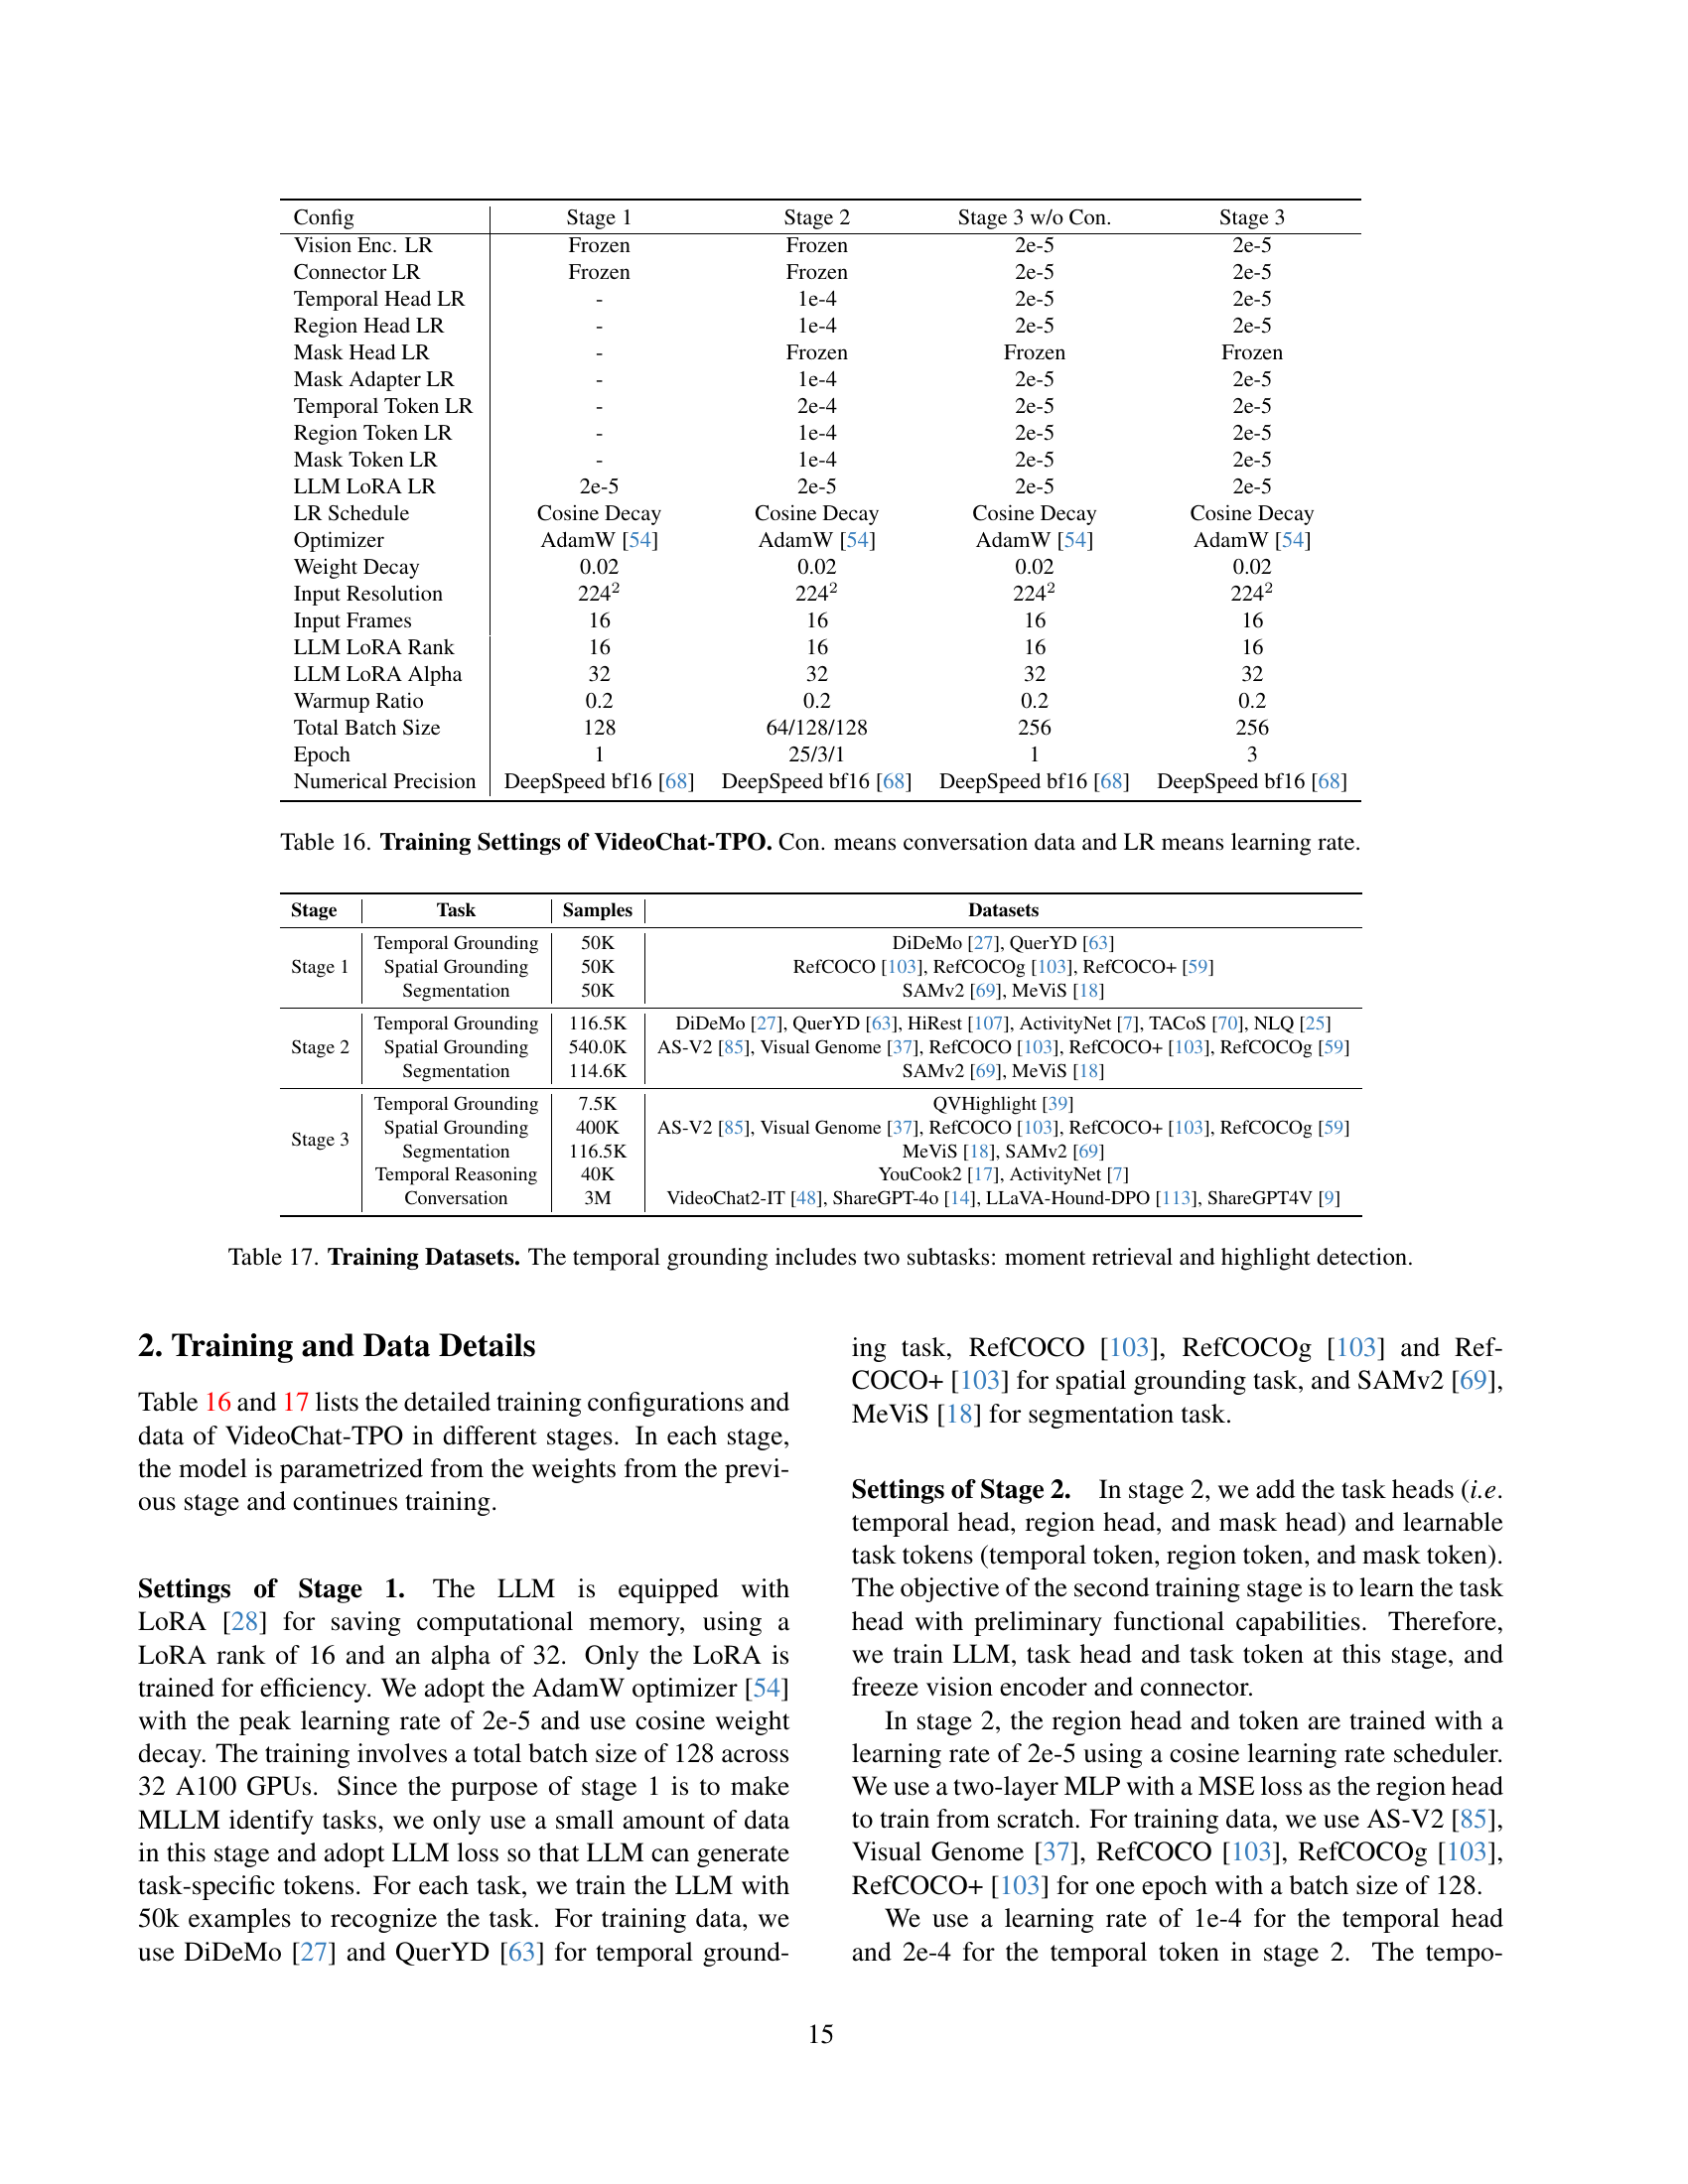 Config Stage 1 Stage 2 Stage 3 w/o Con. Stage 3
Vision Enc. LR Frozen Frozen 2e-5 2e-5
Connector LR Frozen Frozen 2e-5 2e-5
Temporal Head LR - 1e-4 2e-5 2e-5
Region Head LR - 1e-4 2e-5 2e-5
Mask Head LR - Frozen Frozen Frozen
Mask Adapter LR - 1e-4 2e-5 2e-5
Temporal Token LR - 2e-4 2e-5 2e-5
Region Token LR - 1e-4 2e-5 2e-5
Mask Token LR - 1e-4 2e-5 2e-5
LLM LoRA LR 2e-5 2e-5 2e-5 2e-5
LR Schedule Cosine Decay Cosine Decay Cosine Decay Cosine Decay
Optimizer AdamW [54] AdamW [54] AdamW [54] AdamW [54]
Weight Decay 0.02 0.02 0.02 0.02
Input Resolution 224² 224² 224² 224²
Input Frames 16 16 16 16
LLM LoRA Rank 16 16 16 16
LLM LoRA Alpha 32 32 32 32
Warmup Ratio 0.2 0.2 0.2 0.2
Total Batch Size 128 64/128/128 256 256
Epoch 1 25/3/1 1 3
Numerical Precision DeepSpeed bf16 [68] DeepSpeed bf16 [68] DeepSpeed bf16 [68] DeepSpeed bf16 [68]
Table 16. Training Settings of VideoChat-TPO. Con. means conversation data and LR means learning rate.
Stage Task Samples Datasets
Temporal Grounding 50K DiDeMo [27], QuerYD [63]
Stage 1 Spatial Grounding 50K RefCOCO [103], RefCOCOg [103], RefCOCO+ [59]
Segmentation 50K SAMv2 [69], MeViS [18]
Temporal Grounding 116.5K DiDeMo [27], QuerYD [63], HiRest [107], ActivityNet [7], TACoS [70], NLQ [25]
Stage 2 Spatial Grounding 540.0K AS-V2 [85], Visual Genome [37], RefCOCO [103], RefCOCO+ [103], RefCOCOg [59]
Segmentation 114.6K SAMv2 [69], MeViS [18]
Temporal Grounding 7.5K QVHighlight [39]
Spatial Grounding 400K AS-V2 [85], Visual Genome [37], RefCOCO [103], RefCOCO+ [103], RefCOCOg [59]
Stage 3 Segmentation 116.5K MeViS [18], SAMv2 [69]
Temporal Reasoning 40K YouCook2 [17], ActivityNet [7]
Conversation 3M VideoChat2-IT [48], ShareGPT-4o [14], LLaVA-Hound-DPO [113], ShareGPT4V [9]
Table 17. Training Datasets. The temporal grounding includes two subtasks: moment retrieval and highlight detection.
2. Training and Data Details
Table 16 and 17 lists the detailed training configurations and
data of VideoChat-TPO in different stages. In each stage,
the model is parametrized from the weights from the previ-
ous stage and continues training.
Settings of Stage 1. The LLM is equipped with
LoRA [28] for saving computational memory, using a
LoRA rank of 16 and an alpha of 32. Only the LoRA is
trained for efficiency. We adopt the AdamW optimizer [54]
with the peak learning rate of 2e-5 and use cosine weight
decay. The training involves a total batch size of 128 across
32 A100 GPUs. Since the purpose of stage 1 is to make
MLLM identify tasks, we only use a small amount of data
in this stage and adopt LLM loss so that LLM can generate
task-specific tokens. For each task, we train the LLM with
50k examples to recognize the task. For training data, we
use DiDeMo [27] and QuerYD [63] for temporal ground-
ing task, RefCOCO [103], RefCOCOg [103] and Ref-
COCO+ [103] for spatial grounding task, and SAMv2 [69],
MeViS [18] for segmentation task.
Settings of Stage 2. In stage 2, we add the task heads (i.e.
temporal head, region head, and mask head) and learnable
task tokens (temporal token, region token, and mask token).
The objective of the second training stage is to learn the task
head with preliminary functional capabilities. Therefore,
we train LLM, task head and task token at this stage, and
freeze vision encoder and connector.
In stage 2, the region head and token are trained with a
learning rate of 2e-5 using a cosine learning rate scheduler.
We use a two-layer MLP with a MSE loss as the region head
to train from scratch. For training data, we use AS-V2 [85],
Visual Genome [37], RefCOCO [103], RefCOCOg [103],
RefCOCO+ [103] for one epoch with a batch size of 128.
We use a learning rate of 1e-4 for the temporal head
and 2e-4 for the temporal token in stage 2. The tempo-
15